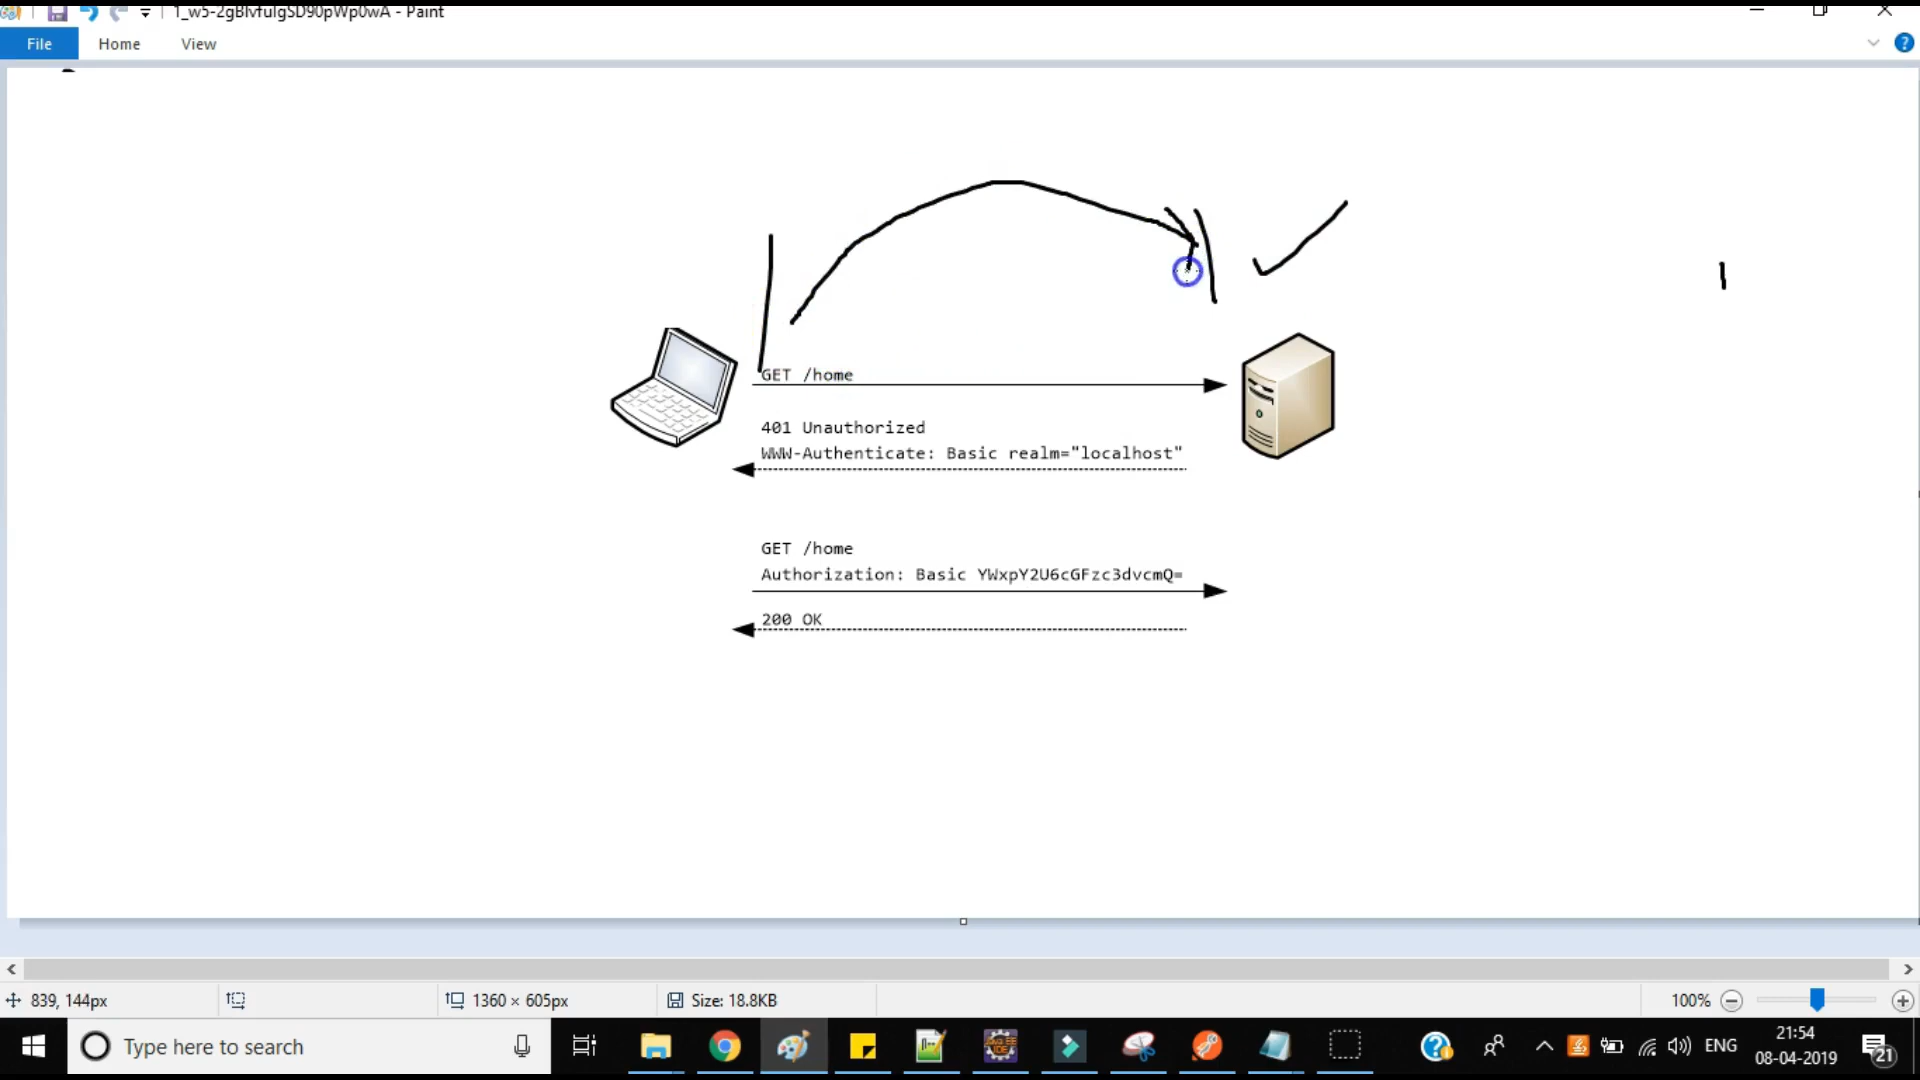 1_w5-2gBlvfuIgSD90pWp0wA - Paint
File Home View
GET /home
401 Unauthorized
WWW-Authenticate: Basic realm="localhost"
GET /home
Authorization: Basic YWxpY2U6cGFzc3dvcmQ=
200 OK
839, 144px
1360 × 605px
Size: 18.8KB
100%
Type here to search
ENG
21:54
08-04-2019
21